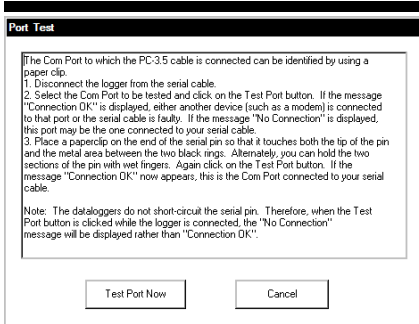 Port Test
The Com Port to which the PC-3.5 cable is connected can be identified by using a
paper clip.
1. Disconnect the logger from the serial cable.
2. Select the Com Port to be tested and click on the Test Port button.  If the message
"Connection OK" is displayed, either another device (such as a modem) is connected
to that port or the serial cable is faulty.  If the message "No Connection" is displayed,
this port may be the one connected to your serial cable.
3. Place a paperclip on the end of the serial pin so that it touches both the tip of the pin
and the metal area between the two black rings.  Alternately, you can hold the two
sections of the pin with wet fingers.  Again click on the Test Port button.  If the
message "Connection OK" now appears, this is the Com Port connected to your serial
cable.
Note:  The dataloggers do not short-circuit the serial pin.  Therefore, when the Test
Port button is clicked while the logger is connected, the "No Connection"
message will be displayed rather than "Connection OK".
Test Port Now
Cancel